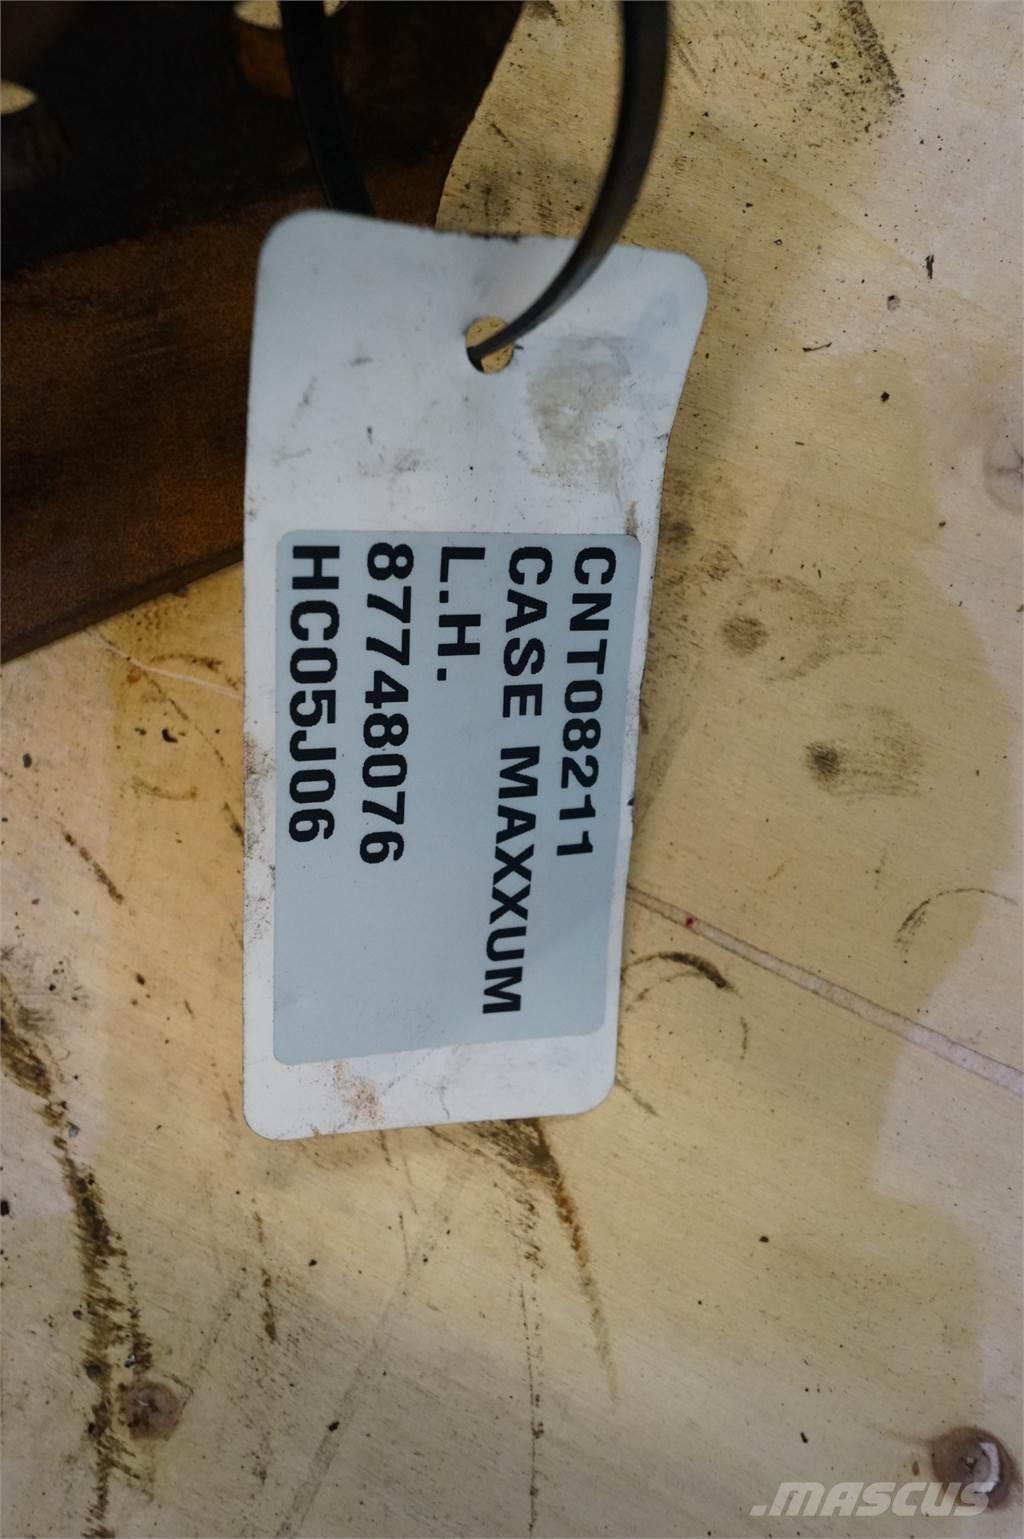 CNT08211
CASE MAXXUM
L.H.
87748076
HC05J06
.MASCUS